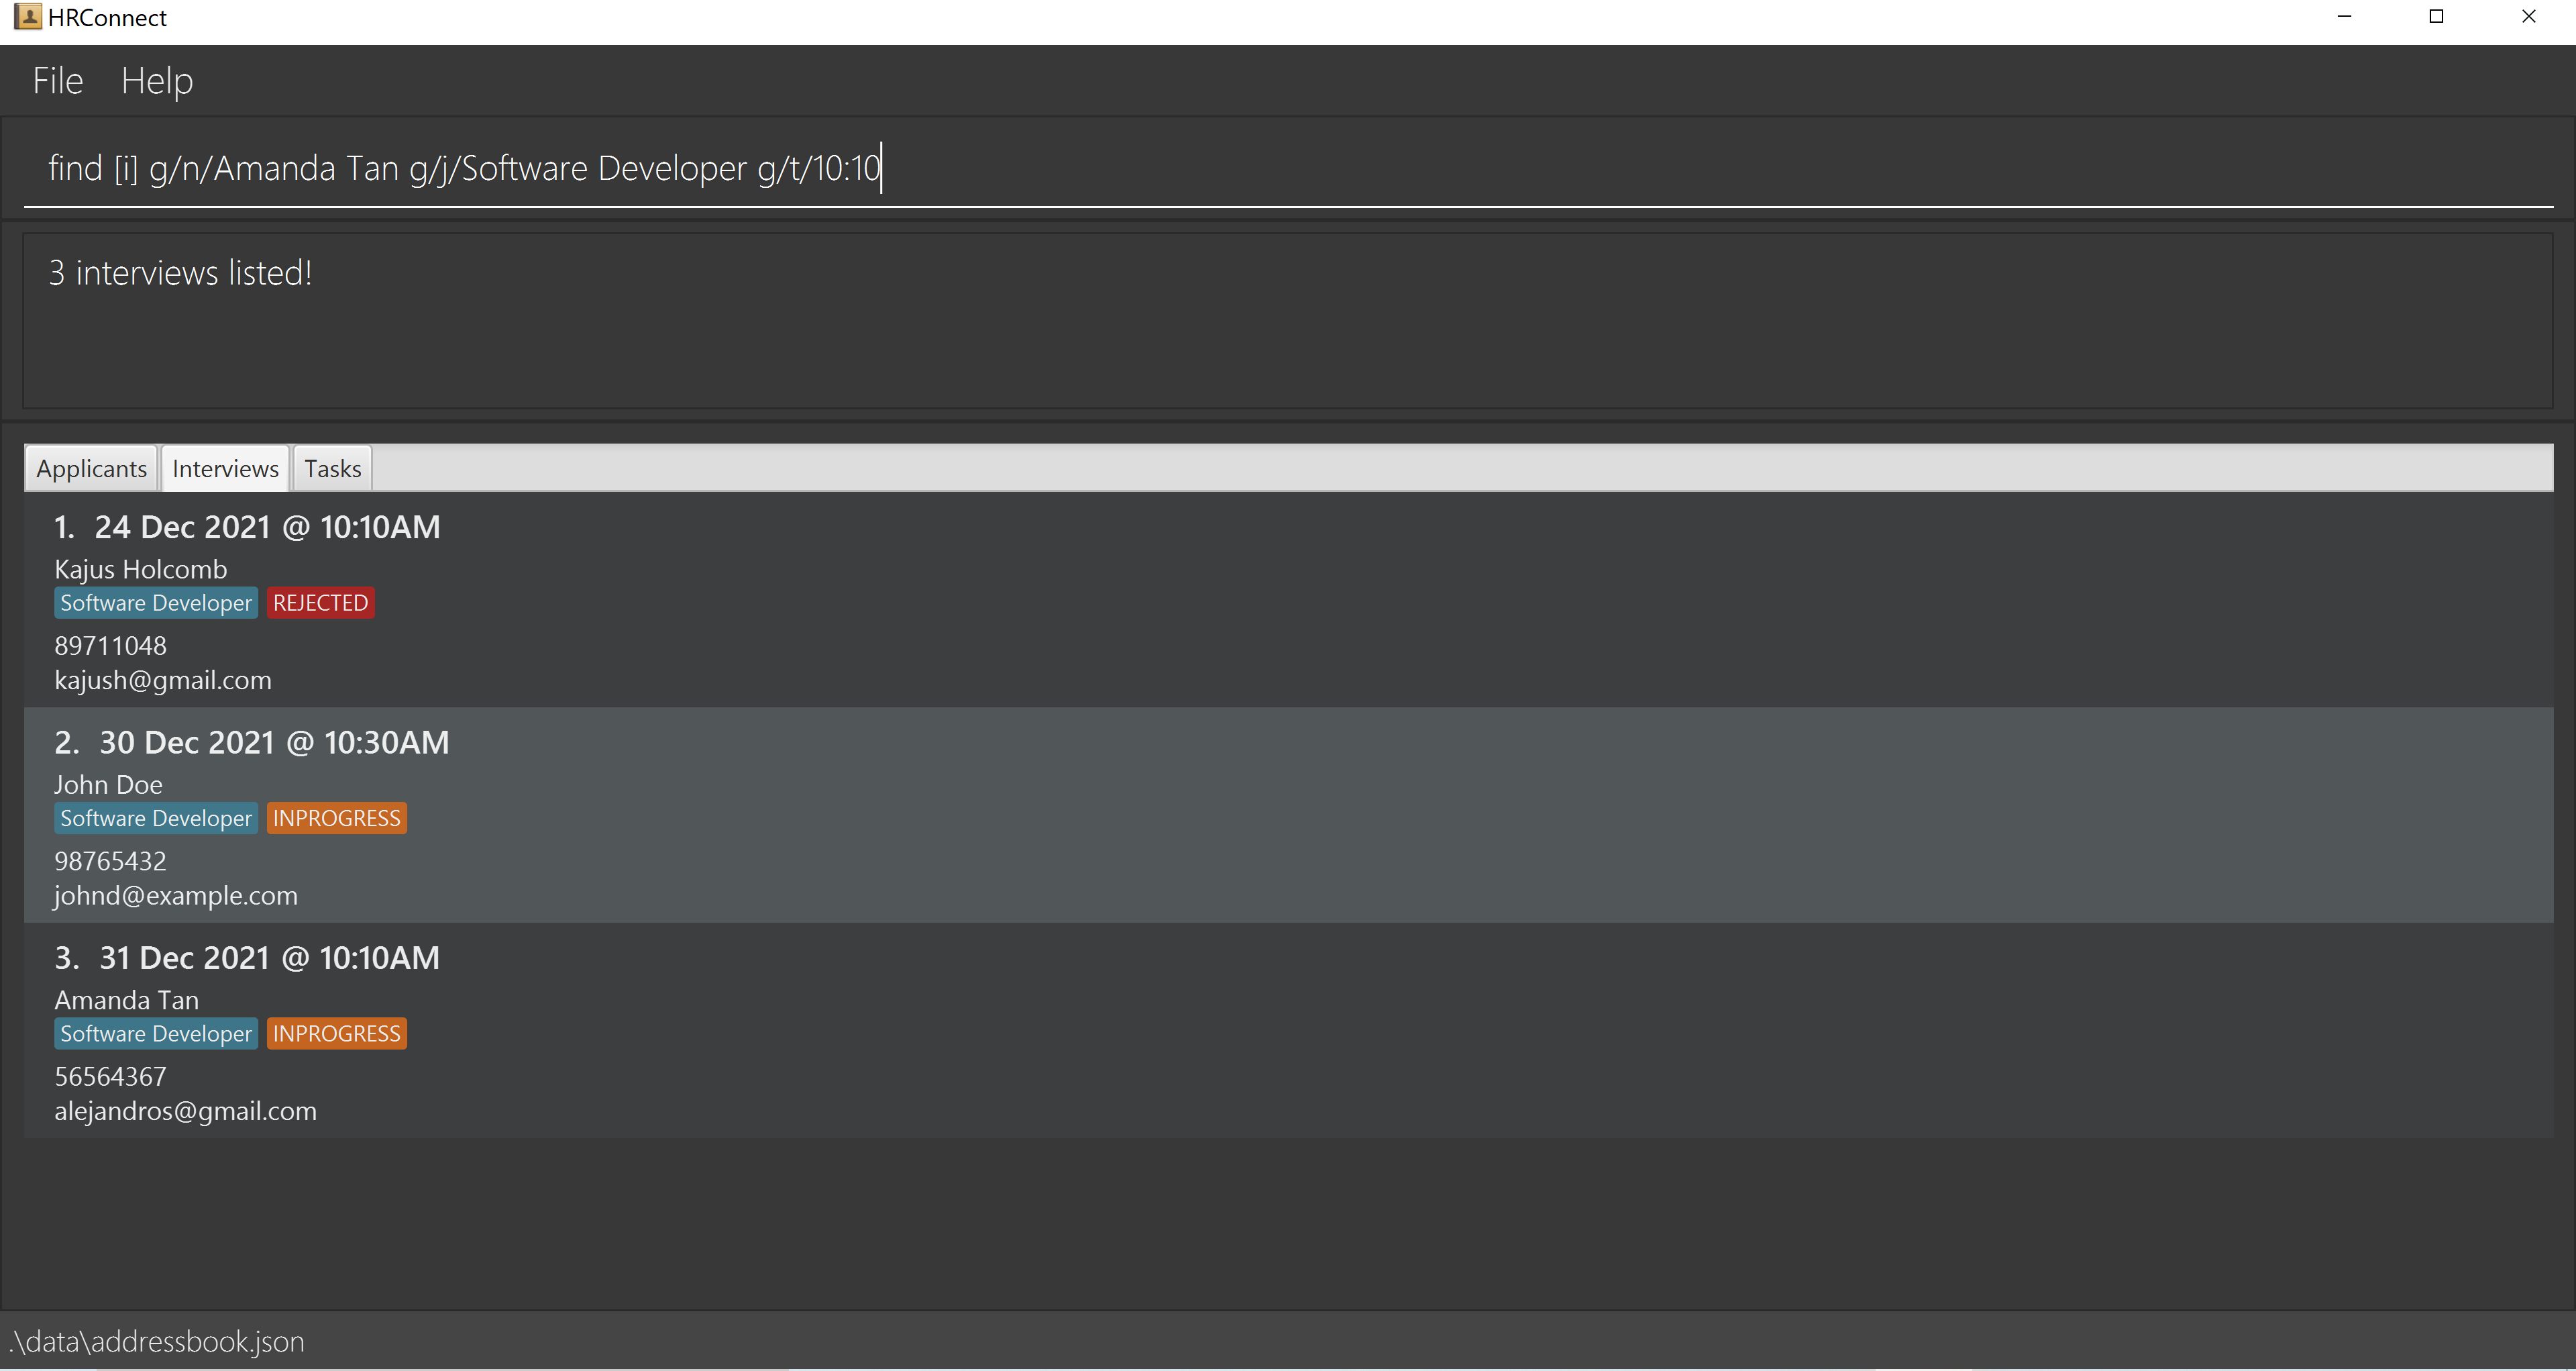 HRConnect
File Help
find [i] g/n/Amanda Tan g/j/Software Developer g/t/10:10
3 interviews listed!
Applicants Interviews Tasks
1. 24 Dec 2021 @ 10:10AM
Kajus Holcomb
Software Developer REJECTED
89711048
kajush@gmail.com
2. 30 Dec 2021 @ 10:30AM
John Doe
Software Developer INPROGRESS
98765432
johnd@example.com
3. 31 Dec 2021 @ 10:10AM
Amanda Tan
Software Developer INPROGRESS
56564367
alejandros@gmail.com
.\data\addressbook.json